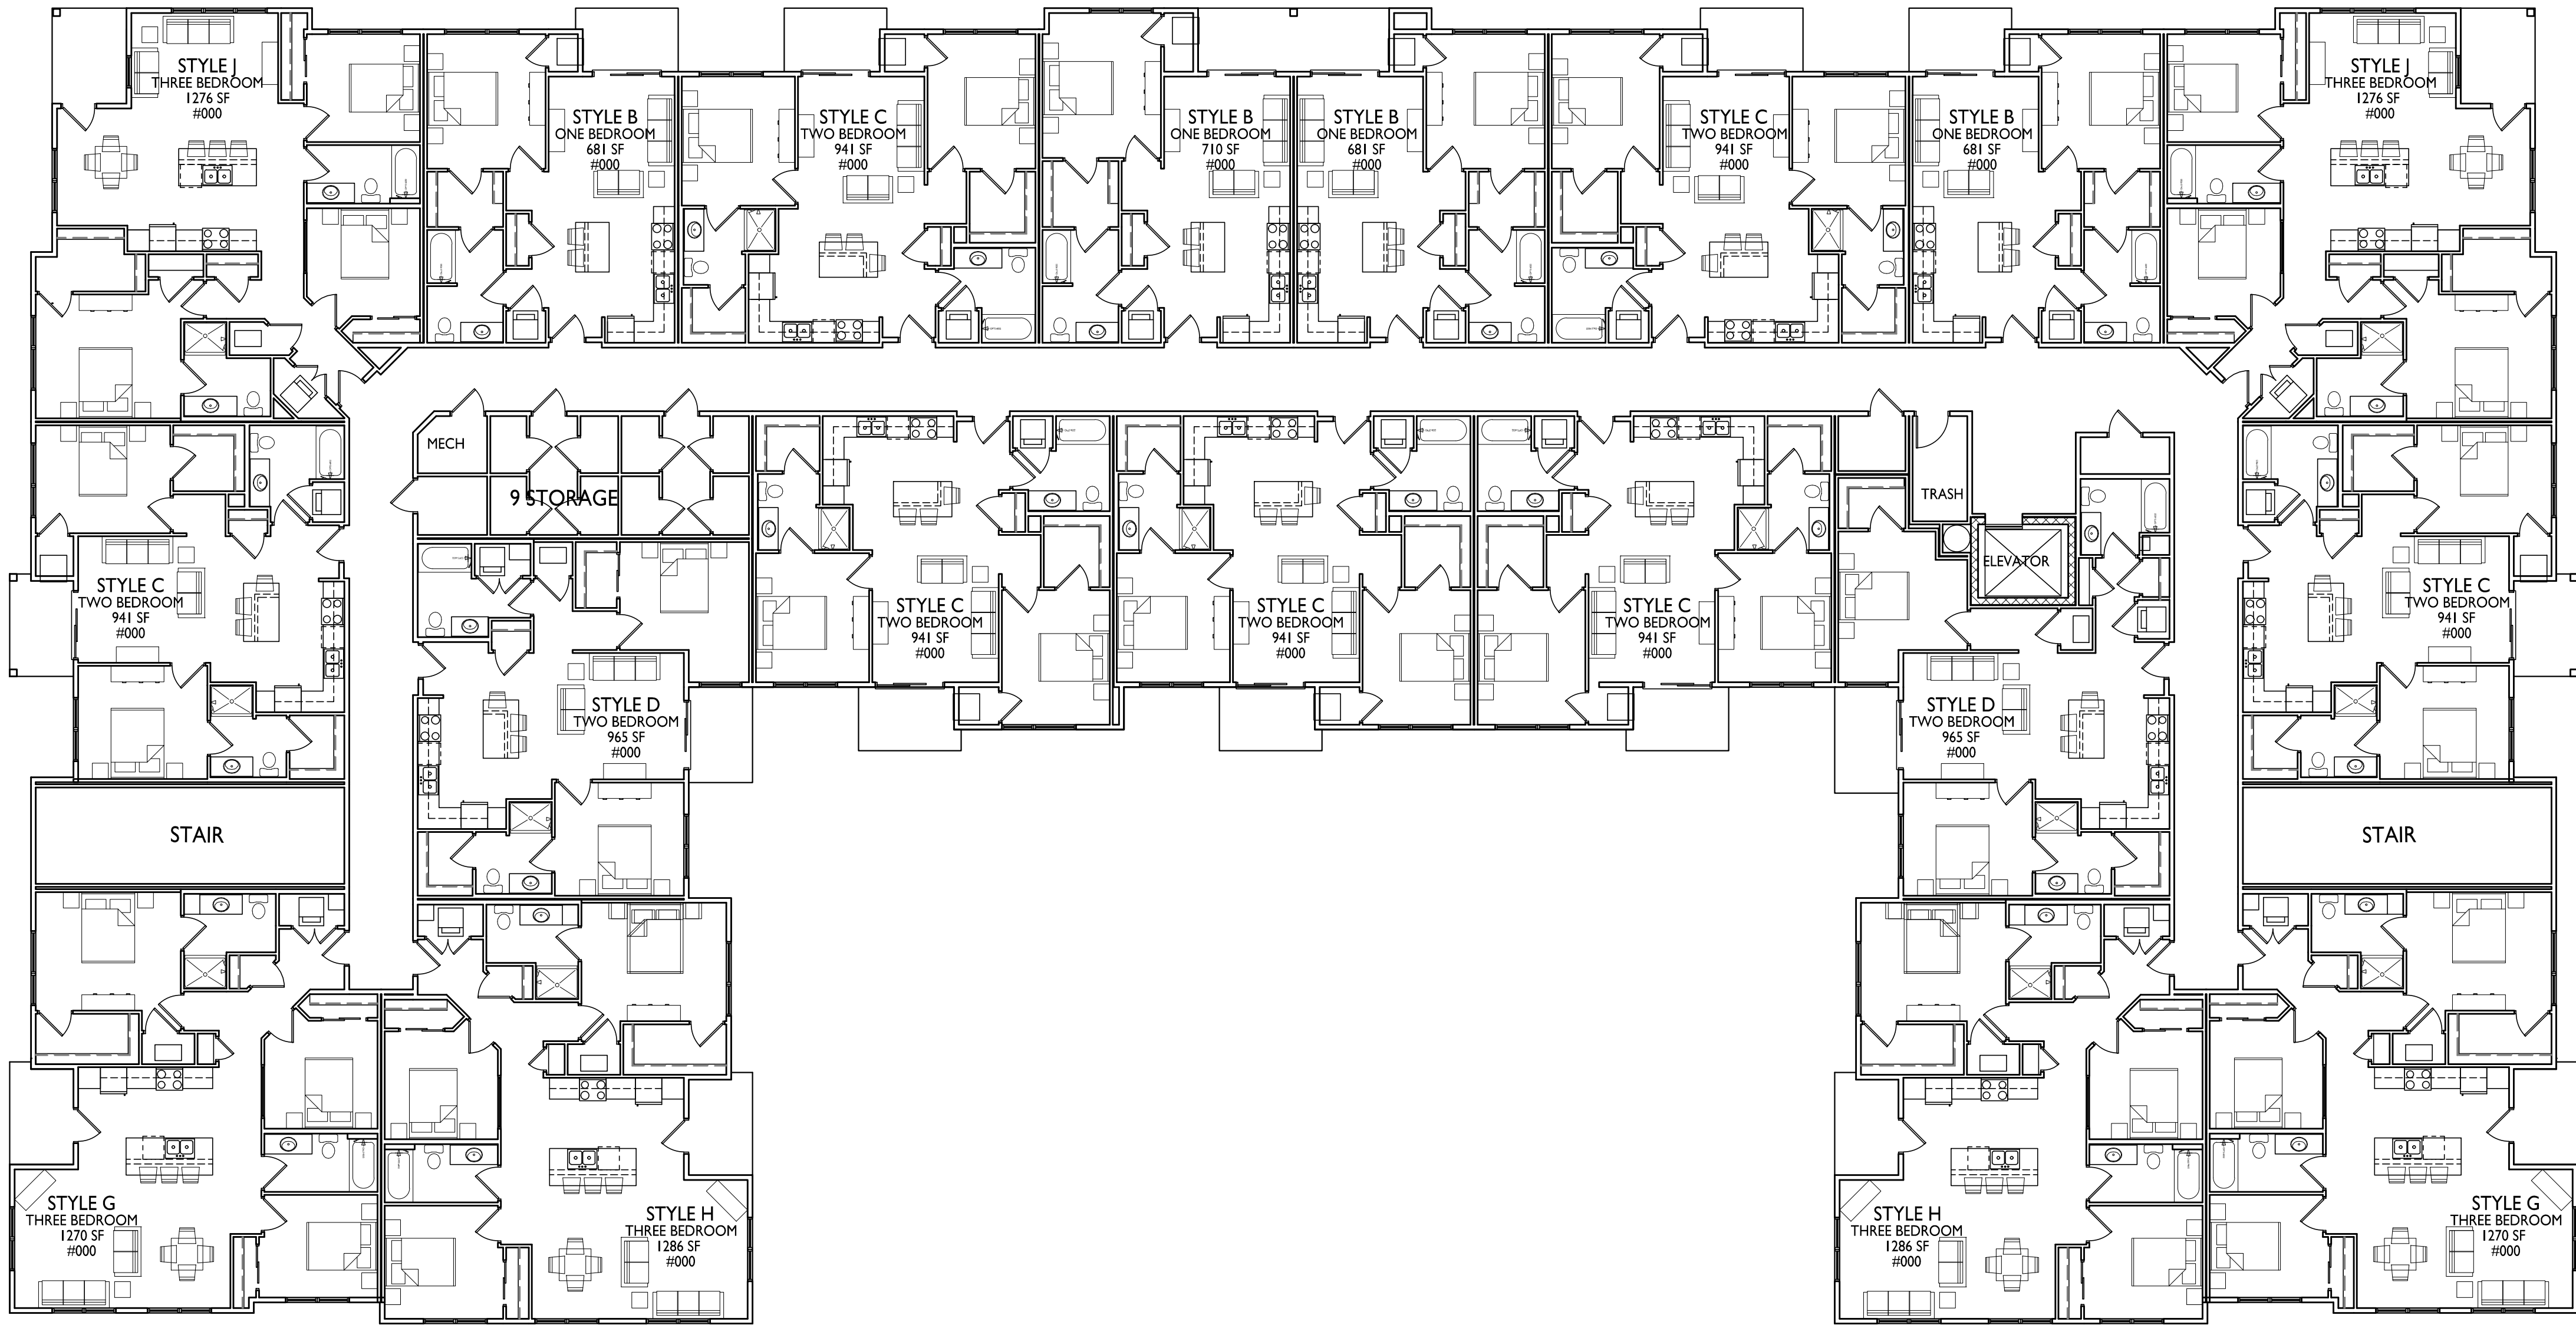 STYLE J
THREE BEDROOM
1276 SF
#000
STYLE B
ONE BEDROOM
681 SF
#000
STYLE C
TWO BEDROOM
941 SF
#000
STYLE B
ONE BEDROOM
710 SF
#000
STYLE B
ONE BEDROOM
681 SF
#000
STYLE C
TWO BEDROOM
941 SF
#000
STYLE B
ONE BEDROOM
681 SF
#000
STYLE J
THREE BEDROOM
1276 SF
#000
MECH
9 STORAGE
TRASH
ELEVATOR
STYLE C
TWO BEDROOM
941 SF
#000
STYLE C
TWO BEDROOM
941 SF
#000
STYLE C
TWO BEDROOM
941 SF
#000
STYLE C
TWO BEDROOM
941 SF
#000
STYLE C
TWO BEDROOM
941 SF
#000
STYLE D
TWO BEDROOM
965 SF
#000
STYLE D
TWO BEDROOM
965 SF
#000
STAIR
STAIR
STYLE G
THREE BEDROOM
1270 SF
#000
STYLE H
THREE BEDROOM
1286 SF
#000
STYLE H
THREE BEDROOM
1286 SF
#000
STYLE G
THREE BEDROOM
1270 SF
#000